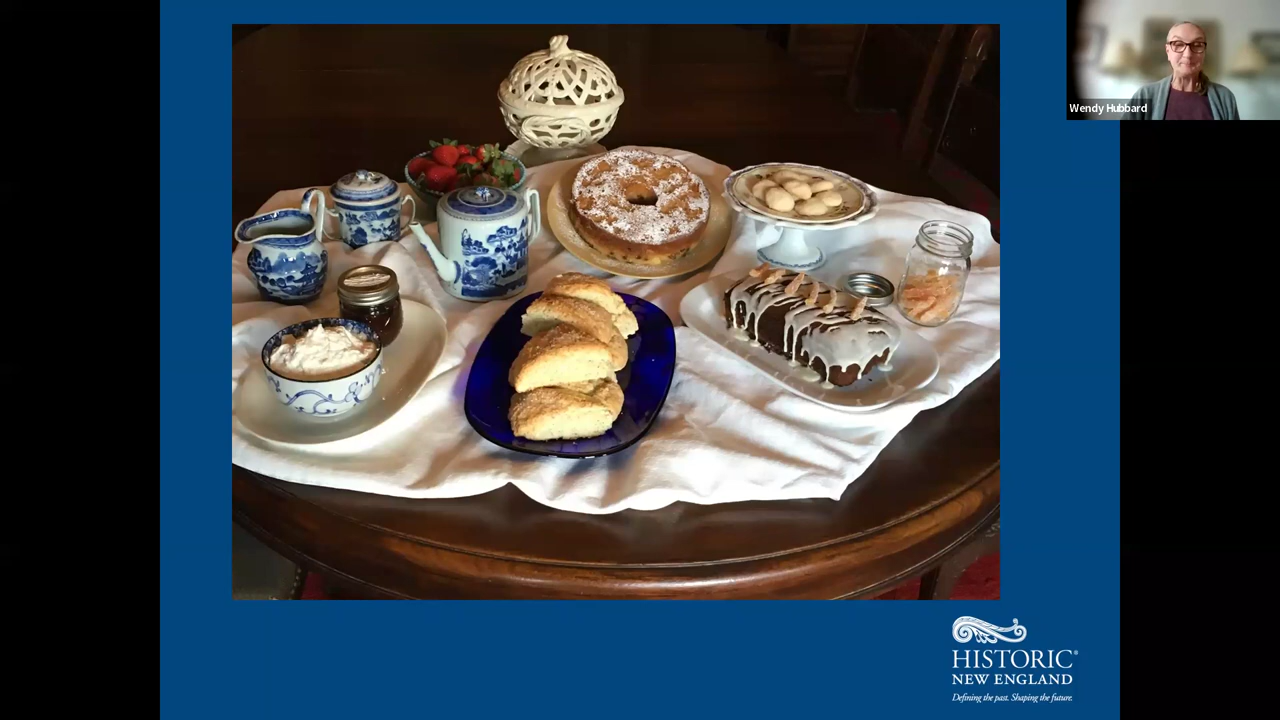 Wendy Hubbard
HISTORIC®
NEW ENGLAND
Defining the past. Shaping the future.